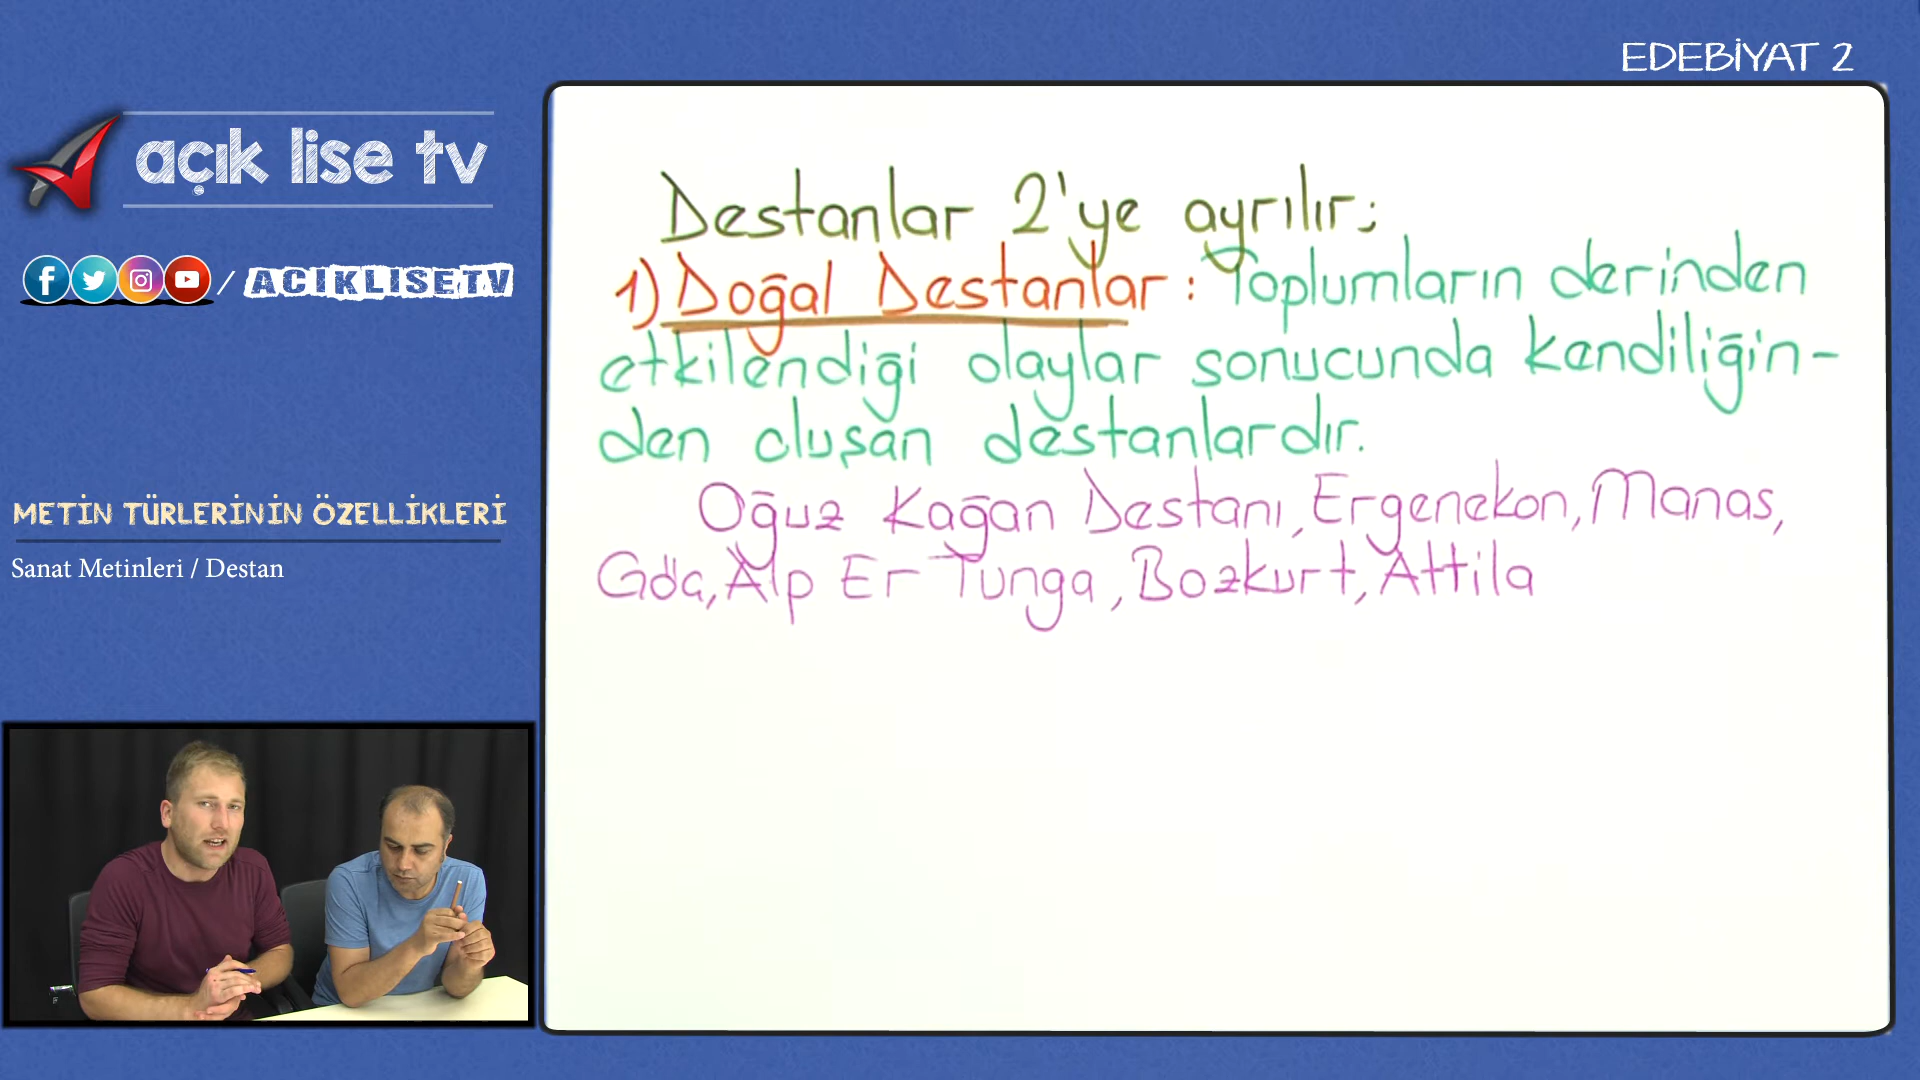 EDEBİYAT 2
açık lise tv
/ ACIKLISETV
METİN TÜRLERİNİN ÖZELLİKLERİ
Sanat Metinleri / Destan
Destanlar 2'ye ayrılır;
1) Doğal Destanlar : Toplumların derinden
etkilendiği olaylar sonucunda kendiliğin-
den oluşan destanlardır.
Oğuz Kağan Destanı, Ergenekon, Manas,
Göç, Alp Er Tunga, Bozkurt, Attila